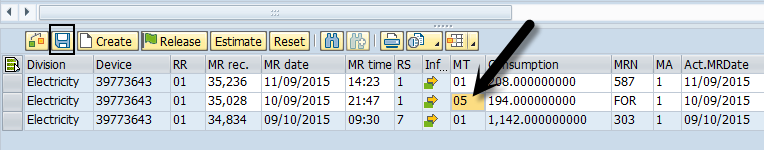 Create Release Estimate Reset
Division Device RR MR rec. MR date MR time RS Inf... MT Consumption MRN MA Act.MRDate
Electricity 39773643 01 35,236 11/09/2015 14:23 1 01 208.000000000 587 1 11/09/2015
Electricity 39773643 01 35,028 10/09/2015 21:47 1 05 194.000000000 FOR 1 10/09/2015
Electricity 39773643 01 34,834 09/10/2015 09:30 7 01 1,142.000000000 303 1 09/10/2015